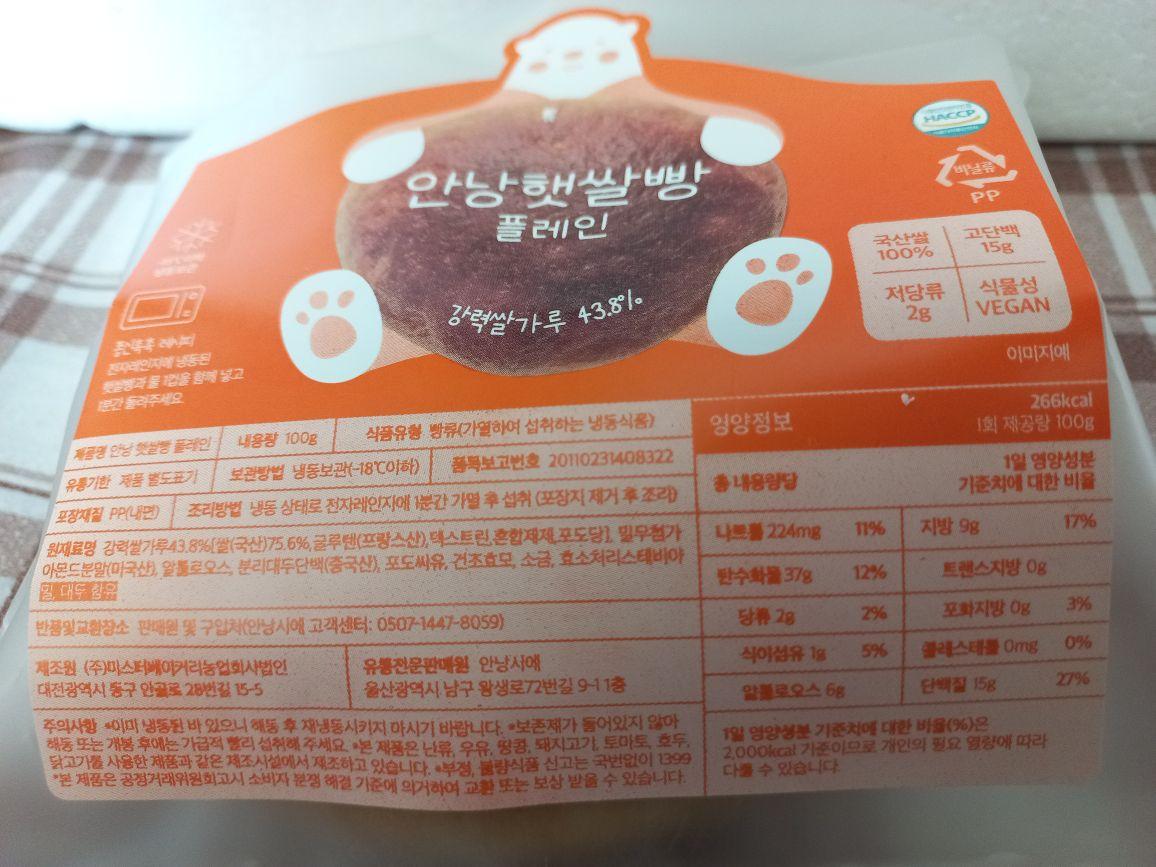 안낭햇쌀빵
플레인
강력쌀가루 43.8%
HACCP
비닐류
PP
국산쌀
100%
고단백
15g
저당류
2g
식물성
VEGAN
이미지예
레시피
전자레인지에 냉동된
햇쌀빵과 물 1컵을 함께 넣고
1분간 돌려주세요
제품명 안낭 햇쌀빵 플레인
내용량 100g
식품유형 빵류(가열하여 섭취하는 냉동식품)
유통기한 제품 별도표기
보관방법 냉동보관(-18℃이하)
품목보고번호 20110231408322
포장재질 PP(내면)
조리방법 냉동 상태로 전자레인지에 1분간 가열 후 섭취 (포장지 제거 후 조리)
원재료명 강력쌀가루43.8%[쌀(국산)75.6%,글루텐(프랑스산),덱스트린,혼합제제,포도당], 밀무첨가
아몬드분말(미국산), 알룰로오스, 분리대두단백(중국산), 포도씨유, 건조효모, 소금, 효소처리스테비아
밀, 대두 함유
반품및교환장소 판매원 및 구입처(안낭시에 고객센터: 0507-1447-8059)
제조원 (주)미스터베이커리농업회사법인
대전광역시 동구 안골로 28번길 15-5
유통전문판매원 안낭시에
울산광역시 남구 왕생로72번길 9-1 1층
주의사항 *이미 냉동된 바 있으니 해동 후 재냉동시키지 마시기 바랍니다. *보존제가 들어있지 않아
해동 또는 개봉 후에는 가급적 빨리 섭취해 주세요. *본 제품은 난류, 우유, 땅콩, 돼지고기, 토마토, 호두,
닭고기를 사용한 제품과 같은 제조시설에서 제조하고 있습니다. *부정, 불량식품 신고는 국번없이 1399
*본 제품은 공정거래위원회고시 소비자 분쟁 해결 기준에 의거하여 교환 또는 보상 받을 수 있습니다.
영양정보
266kcal
1회 제공량 100g
총 내용량당
1일 영양성분
기준치에 대한 비율
나트륨 224mg 11%
지방 9g 17%
탄수화물 37g 12%
트랜스지방 0g
당류 2g 2%
포화지방 0g 3%
식이섬유 1g 5%
콜레스테롤 0mg 0%
알룰로오스 6g
단백질 15g 27%
1일 영양성분 기준치에 대한 비율(%)은
2,000kcal 기준이므로 개인의 필요 열량에 따라
다를 수 있습니다.